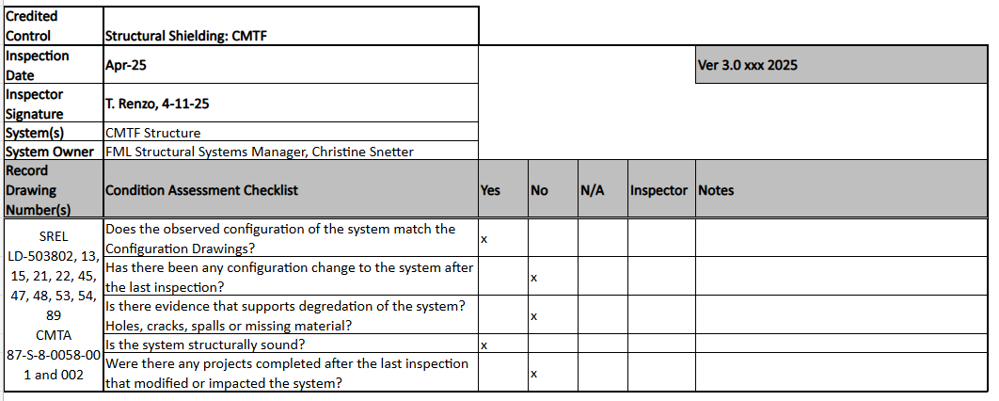 Credited
Control
Structural Shielding: CMTF
Inspection
Date
Apr-25
Ver 3.0 xxx 2025
Inspector
Signature
T. Renzo, 4-11-25
System(s)
CMTF Structure
System Owner
FML Structural Systems Manager, Christine Snetter
Record
Drawing
Number(s)
Condition Assessment Checklist
Yes
No
N/A
Inspector
Notes
SREL
LD-503802, 13,
15, 21, 22, 45,
47, 48, 53, 54,
89
CMTA
87-S-8-0058-00
1 and 002
Does the observed configuration of the system match the
Configuration Drawings?
x
Has there been any configuration change to the system after
the last inspection?
x
Is there evidence that supports degredation of the system?
Holes, cracks, spalls or missing material?
x
Is the system structurally sound?
x
Were there any projects completed after the last inspection
that modified or impacted the system?
x